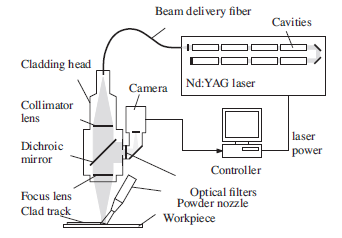 Beam delivery fiber
Cavities
Cladding head
Nd:YAG laser
Camera
Collimator
lens
Dichroic
mirror
laser
power
Controller
Focus lens
Optical filters
Clad track
Powder nozzle
Workpiece